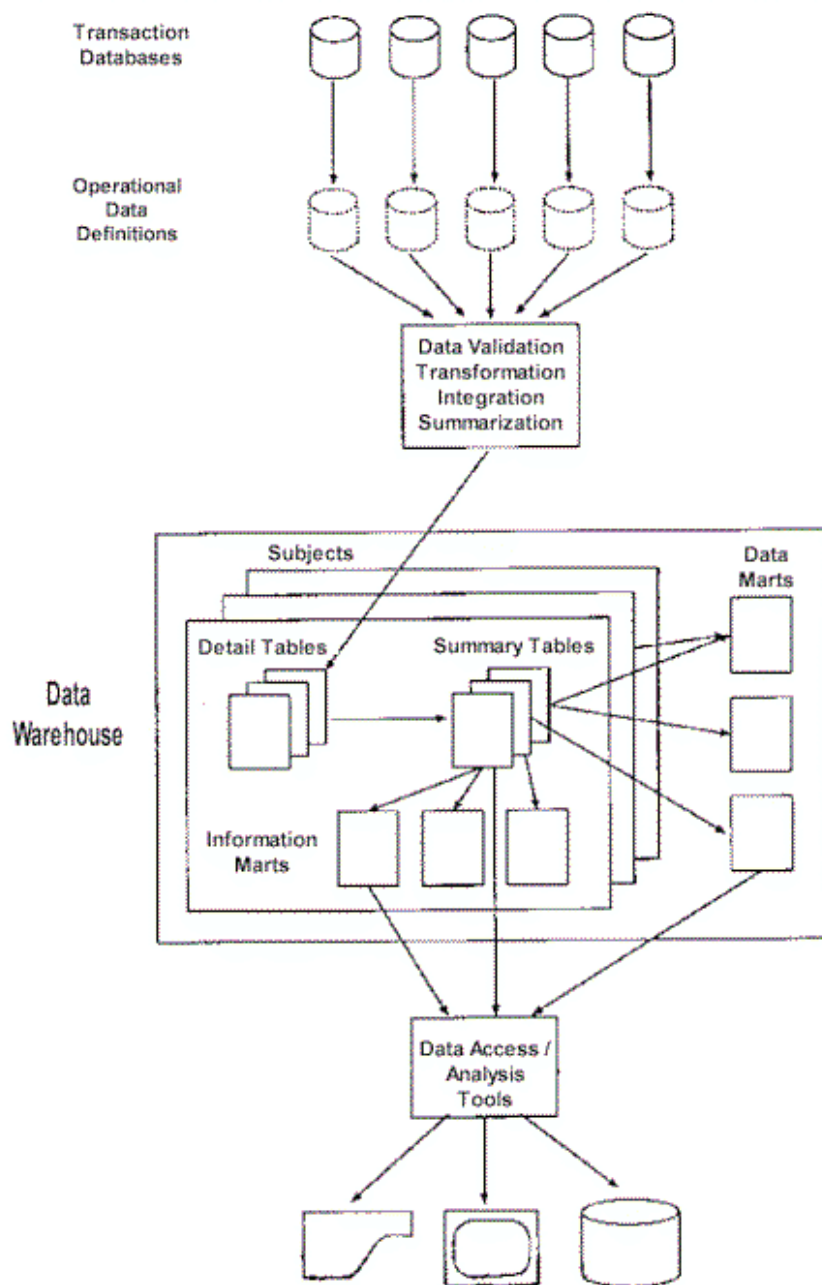 Transaction
Databases
Operational
Data
Definitions
Data Validation
Transformation
Integration
Summarization
Subjects
Data
Marts
Detail Tables
Summary Tables
Data
Warehouse
Information
Marts
Data Access /
Analysis
Tools